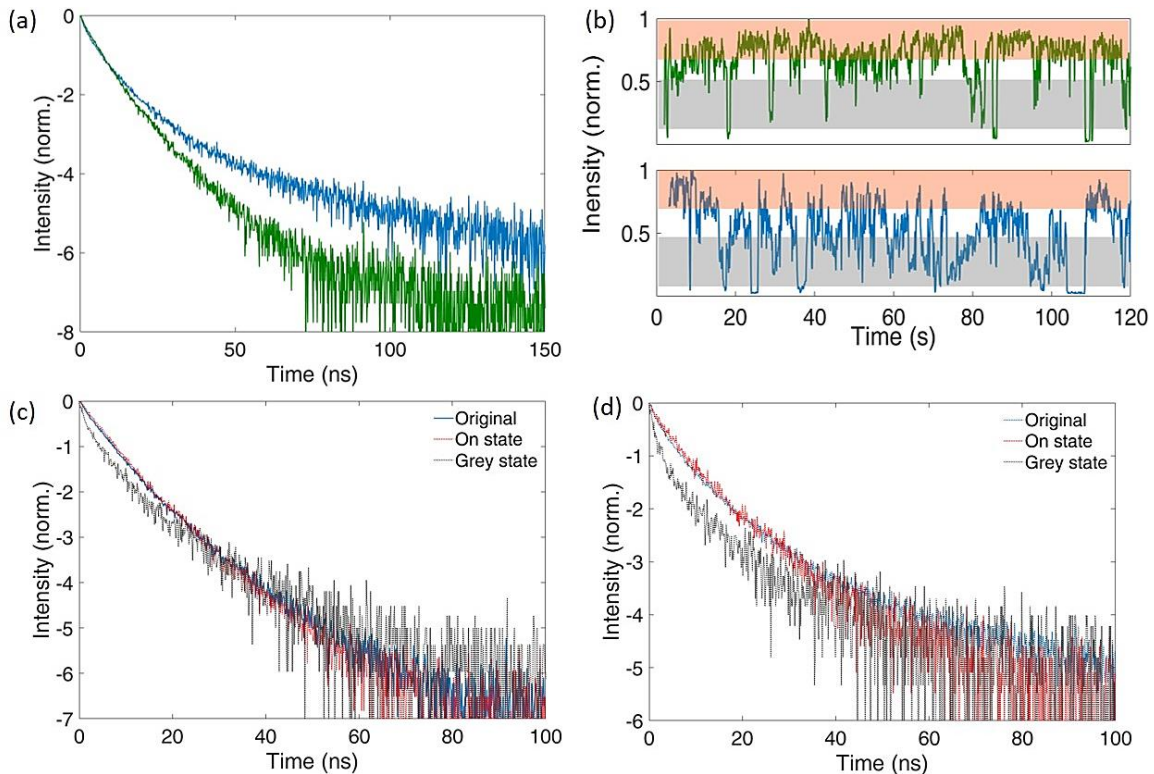 (a)
0
-2
-4
-6
-8
Intensity (norm.)
0 50 100 150
Time (ns)
(b)
1
0.5
1
0.5
Inensity (norm.)
0 20 40 60 80 100 120
Time (s)
(c)
0
-1
-2
-3
-4
-5
-6
-7
Intensity (norm.)
Original
On state
Grey state
0 20 40 60 80 100
Time (ns)
(d)
0
-1
-2
-3
-4
-5
-6
Intensity (norm.)
Original
On state
Grey state
0 20 40 60 80 100
Time (ns)